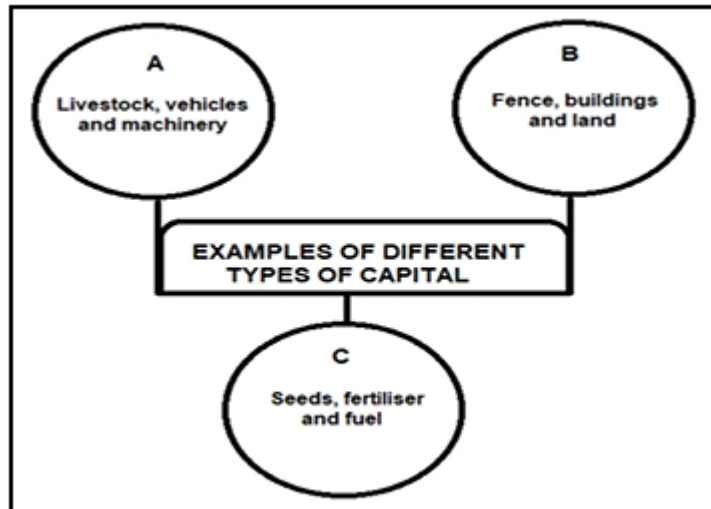 A
Livestock, vehicles
and machinery
B
Fence, buildings
and land
EXAMPLES OF DIFFERENT
TYPES OF CAPITAL
C
Seeds, fertiliser
and fuel